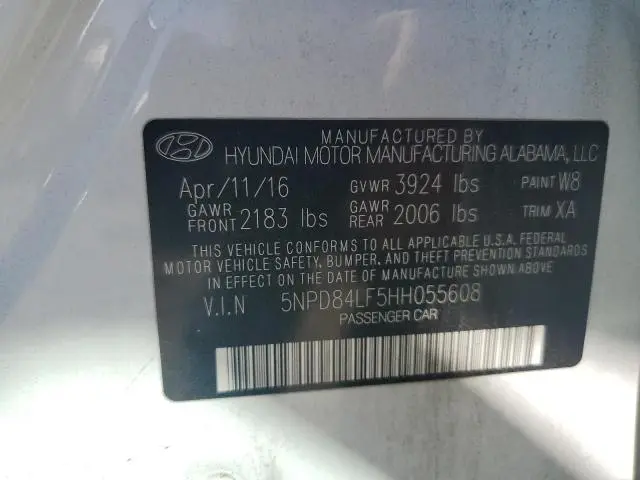 MANUFACTURED BY
HYUNDAI MOTOR MANUFACTURING ALABAMA, LLC
Apr/11/16 GVWR 3924 lbs PAINT W8
GAWR FRONT 2183 lbs GAWR REAR 2006 lbs TRIM XA
THIS VEHICLE CONFORMS TO ALL APPLICABLE U.S.A. FEDERAL
MOTOR VEHICLE SAFETY, BUMPER, AND THEFT PREVENTION STANDARDS
IN EFFECT ON THE DATE OF MANUFACTURE SHOWN ABOVE.
V.I.N 5NPD84LF5HH055608
PASSENGER CAR